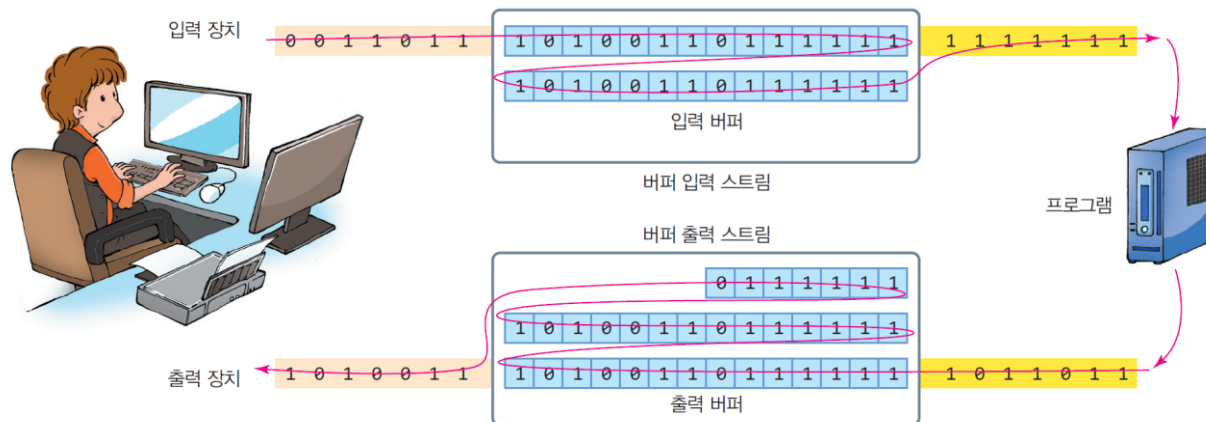 입력 장치
0 0 1 1 0 1 1
1 0 1 0 0 1 1 0 1 1 1 1 1 1
1 1 1 1 1 1 1
1 0 1 0 0 1 1 0 1 1 1 1 1 1
입력 버퍼
버퍼 입력 스트림
프로그램
버퍼 출력 스트림
0 1 1 1 1 1 1
1 0 1 0 0 1 1 0 1 1 1 1 1 1
출력 장치
1 0 1 0 0 1 1
1 0 1 0 0 1 1 0 1 1 1 1 1 1
1 0 1 1 0 1 1
출력 버퍼